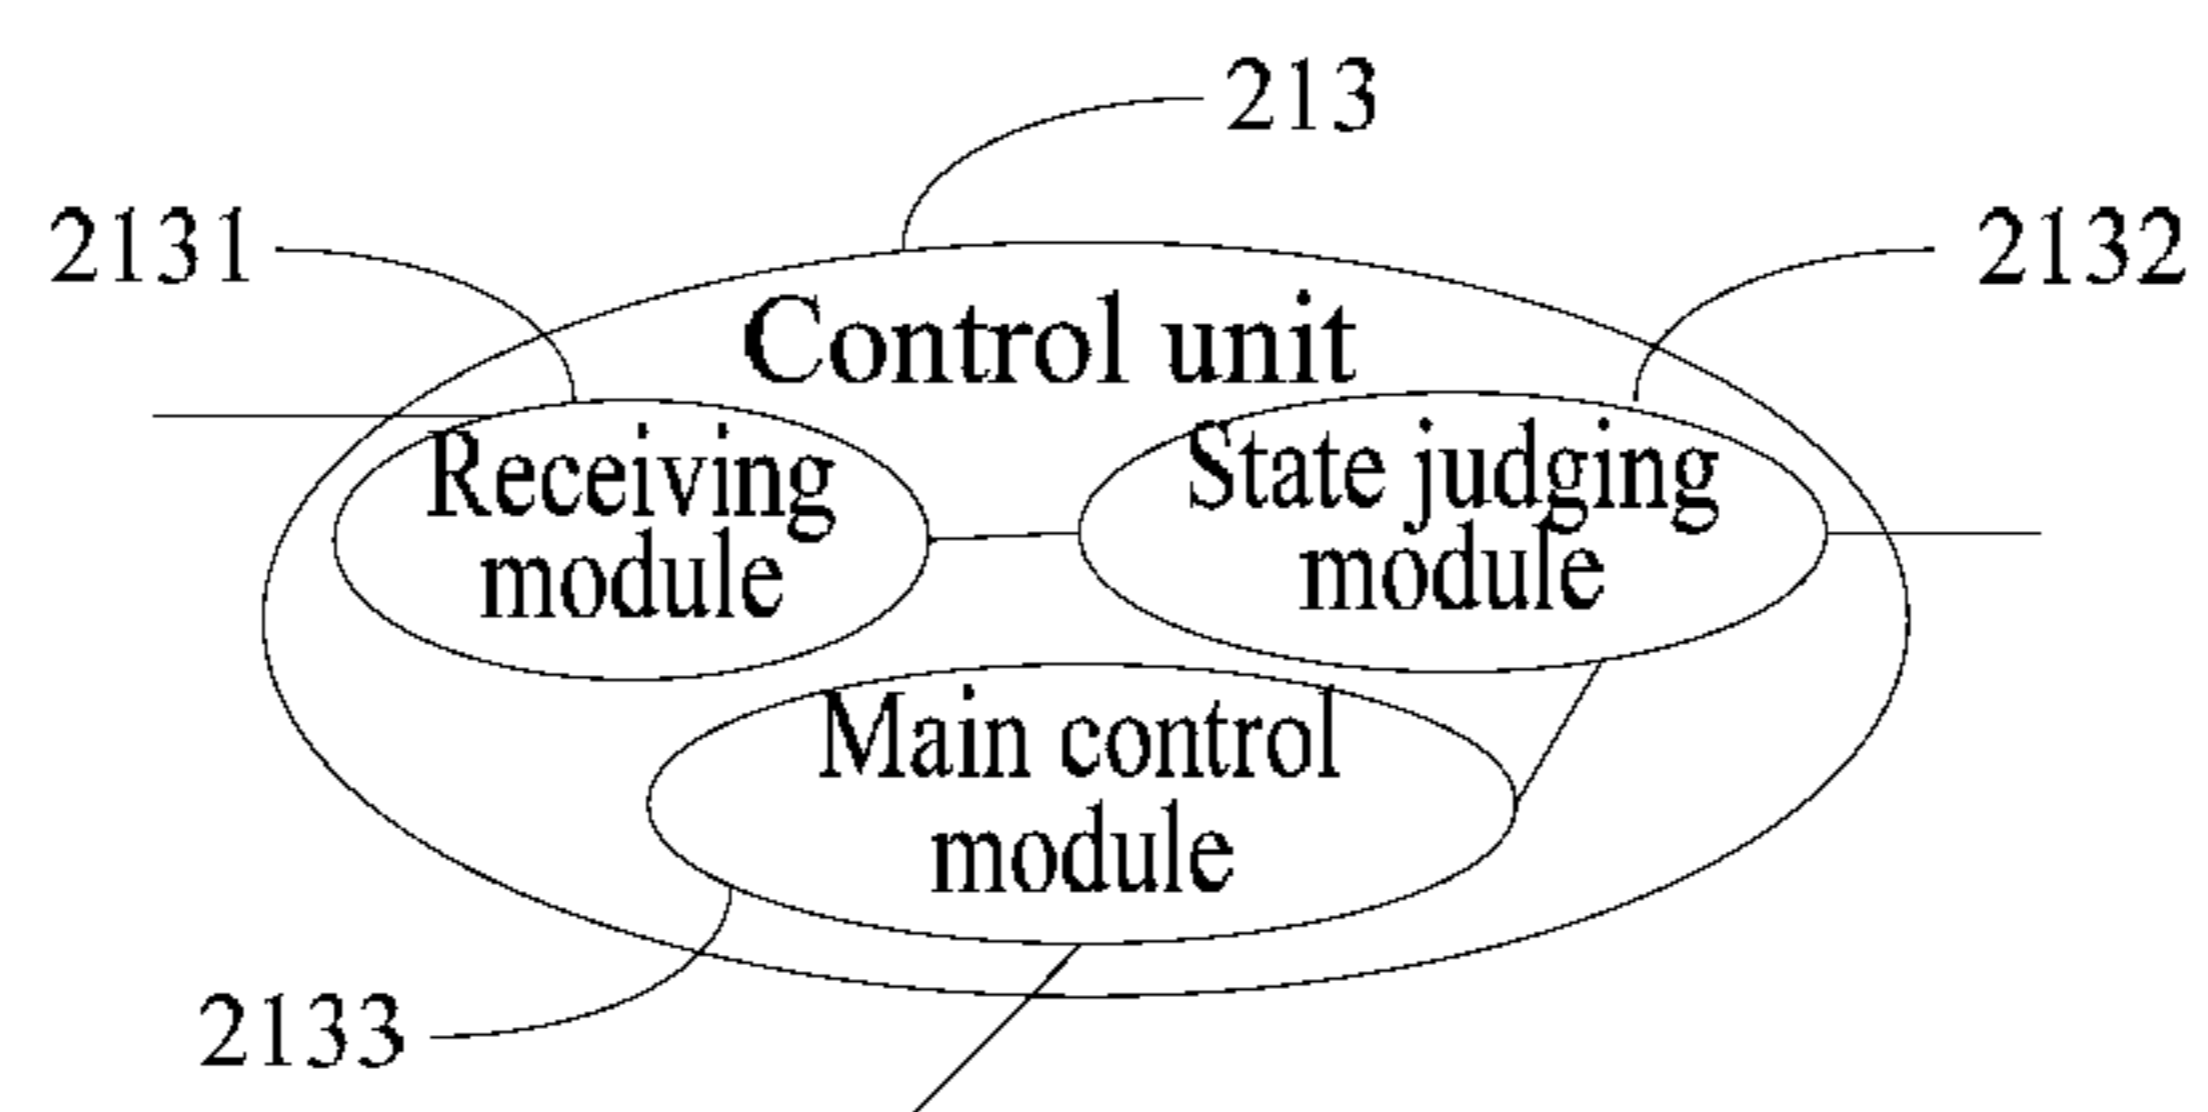 213
2131
2132
Control unit
Receiving
module
State judging
module
Main control
module
2133